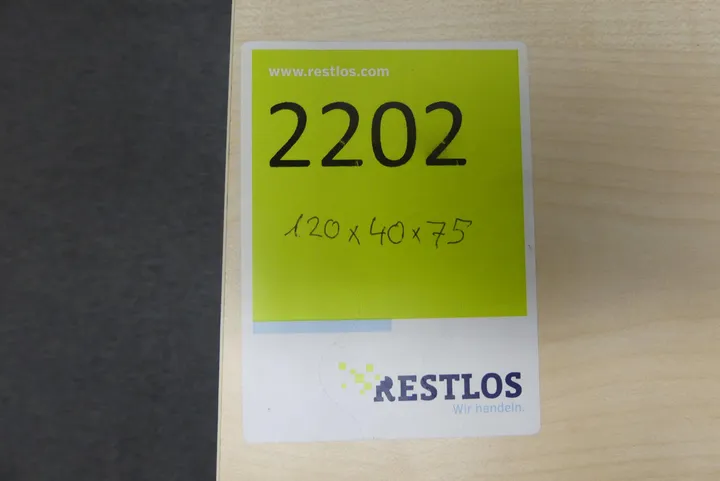 www.restlos.com
2202
120 x 40 x 75
RESTLOS
Wir handeln.